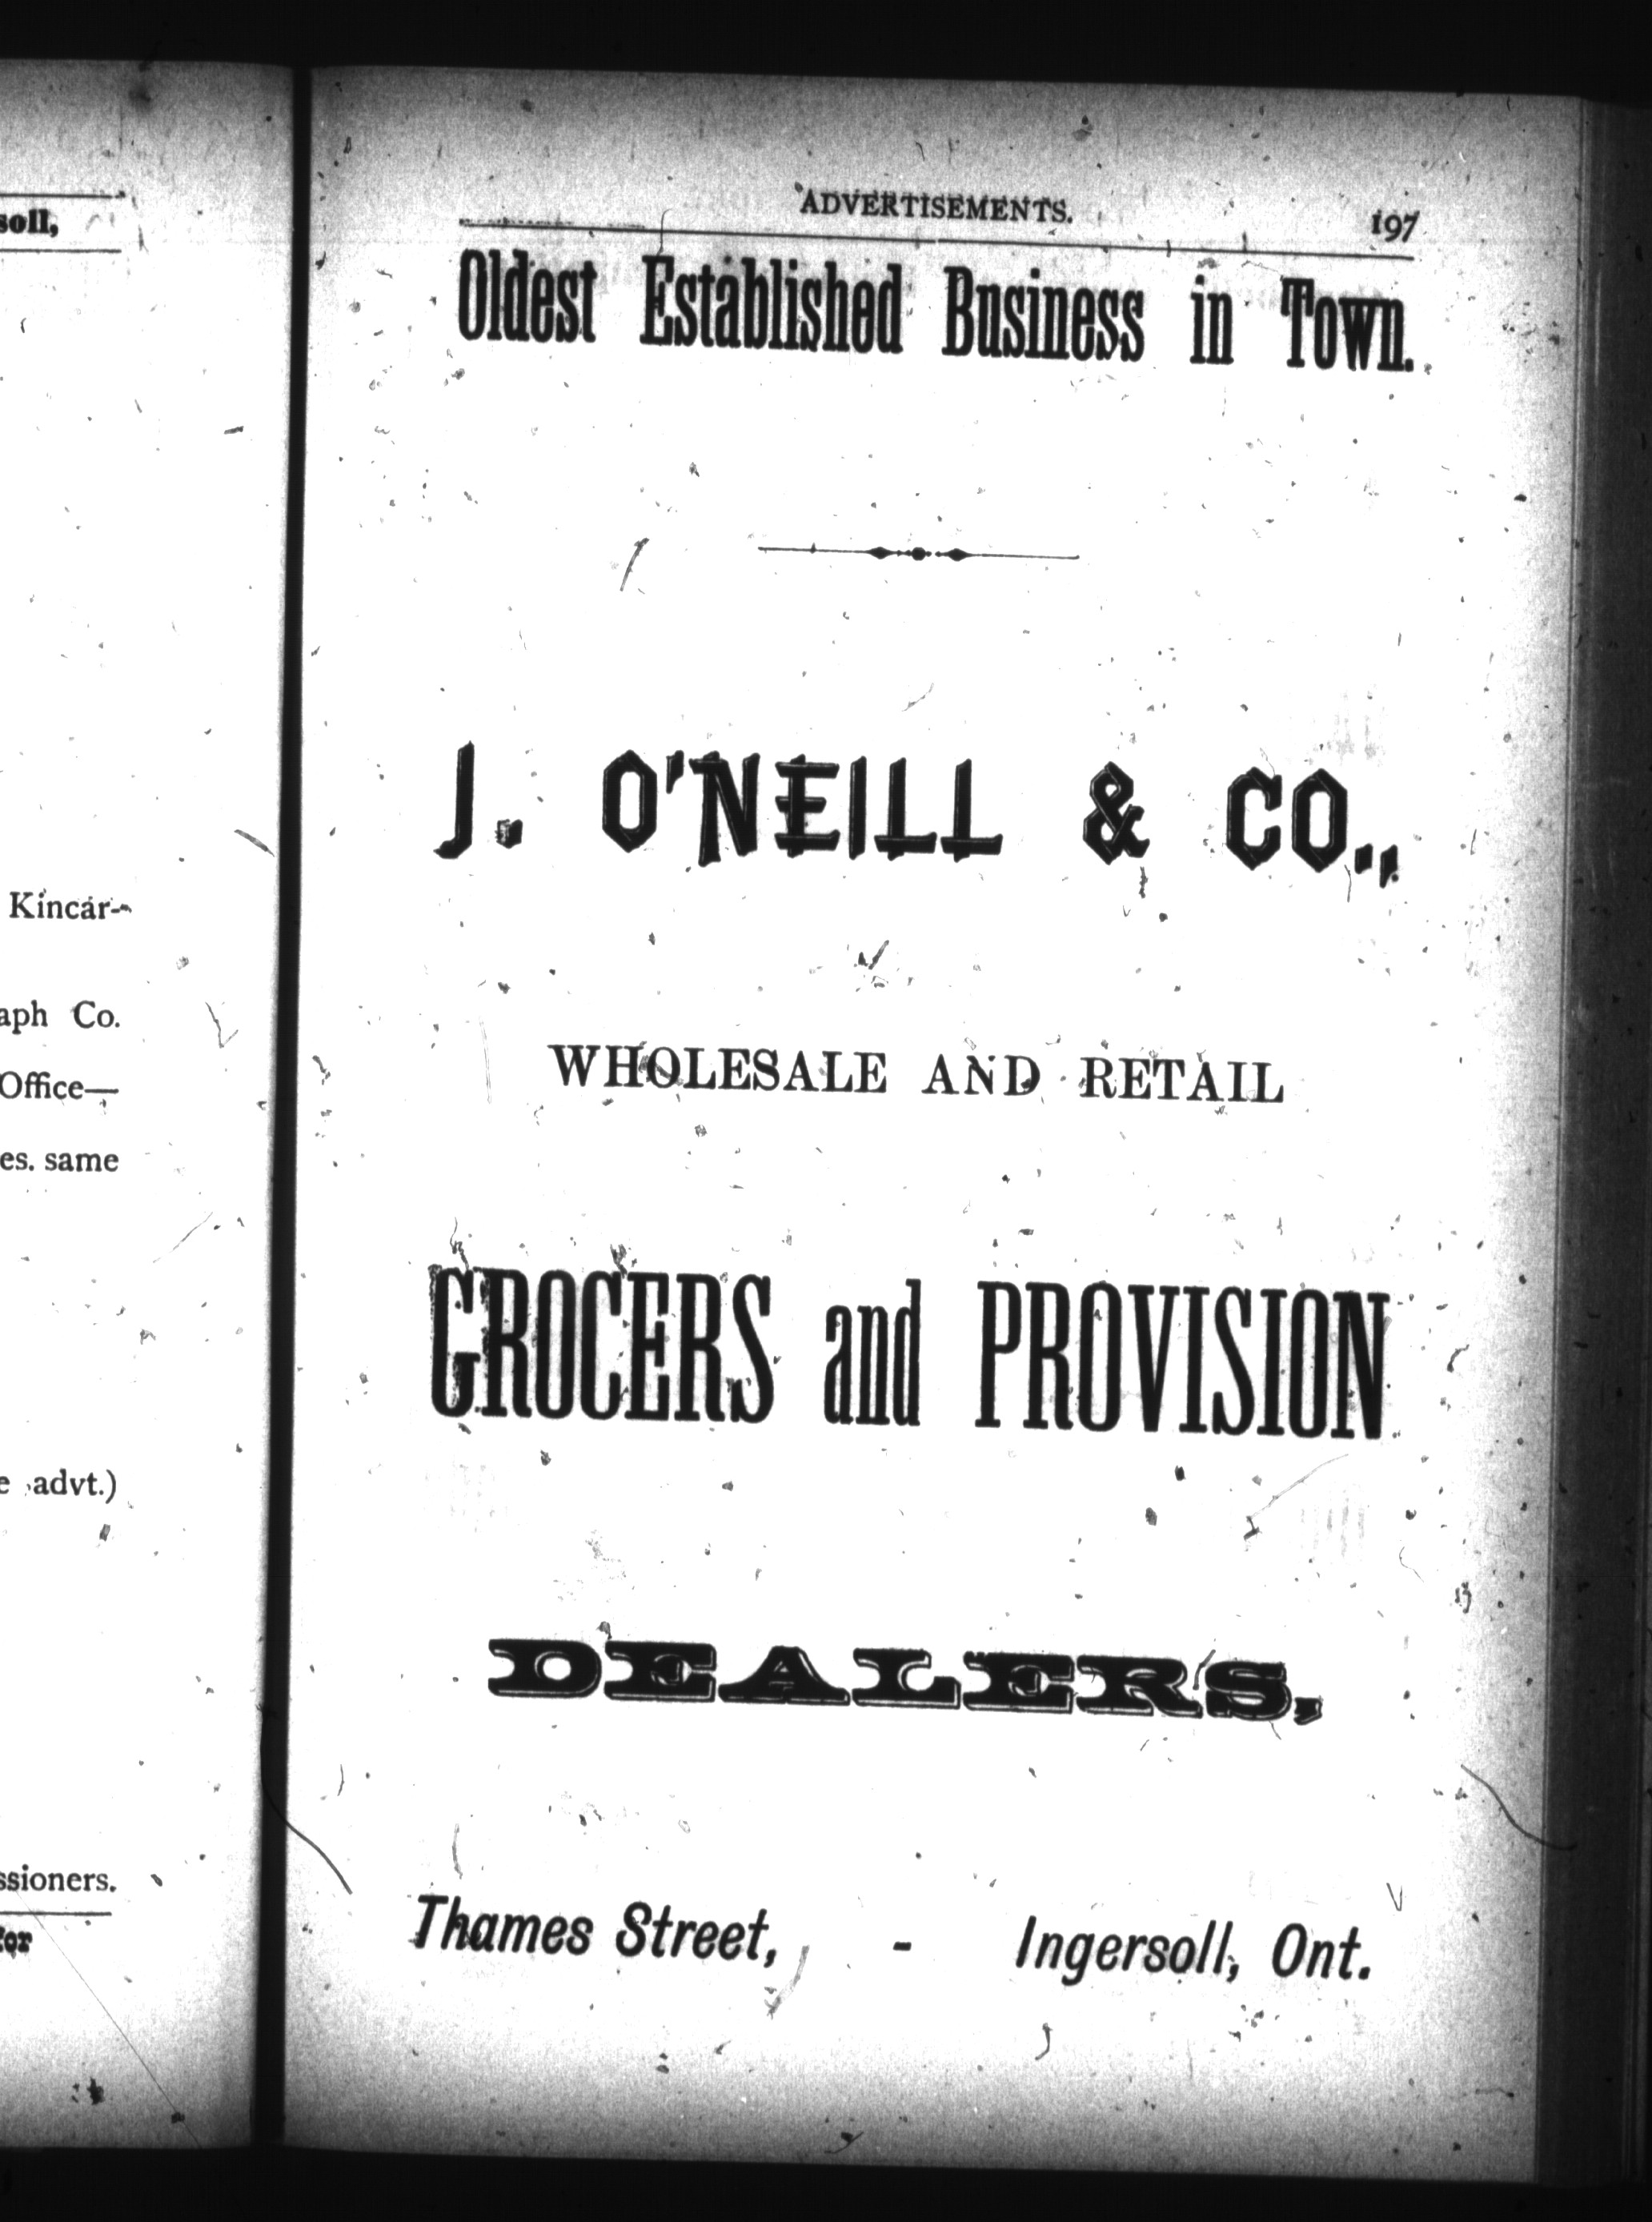 soll,
Kincar-
aph Co.
Office—
es. same
e advt.)
ssioners.
for
ADVERTISEMENTS. 197
Oldest Established Business in Town.
J. O'NEILL & CO.,
WHOLESALE AND RETAIL
GROCERS and PROVISION
DEALERS,
Thames Street, - Ingersoll, Ont.